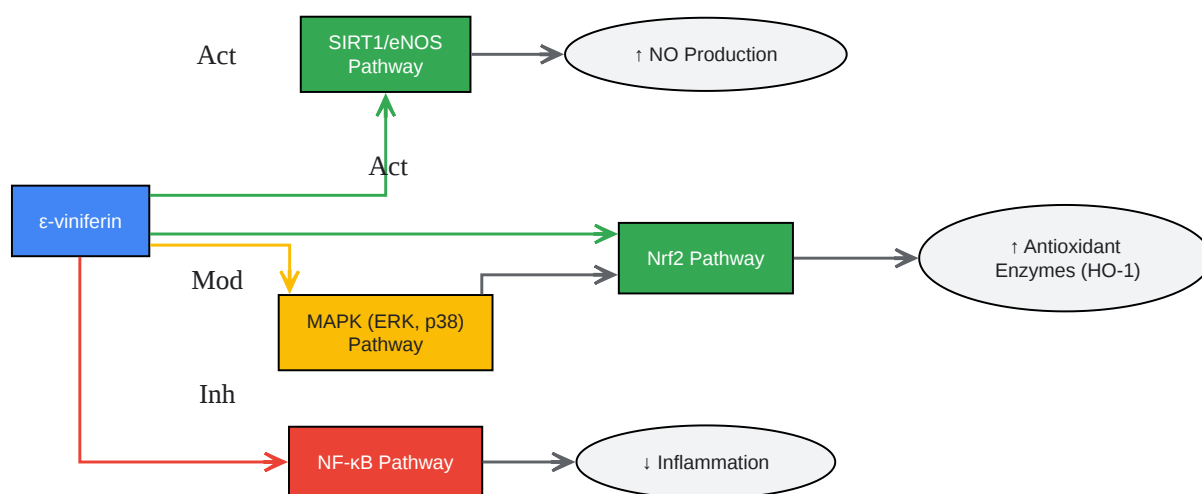 Act
SIRT1/eNOS
Pathway
↑ NO Production
Act
ε-viniferin
Nrf2 Pathway
↑ Antioxidant
Enzymes (HO-1)
Mod
MAPK (ERK, p38)
Pathway
Inh
NF-κB Pathway
↓ Inflammation